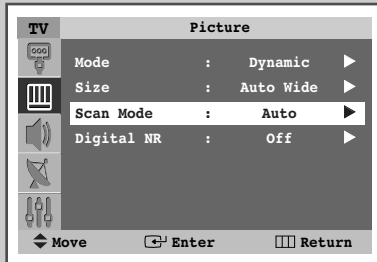 TV Picture
Mode : Dynamic
Size : Auto Wide
Scan Mode : Auto
Digital NR : Off
Move Enter Return